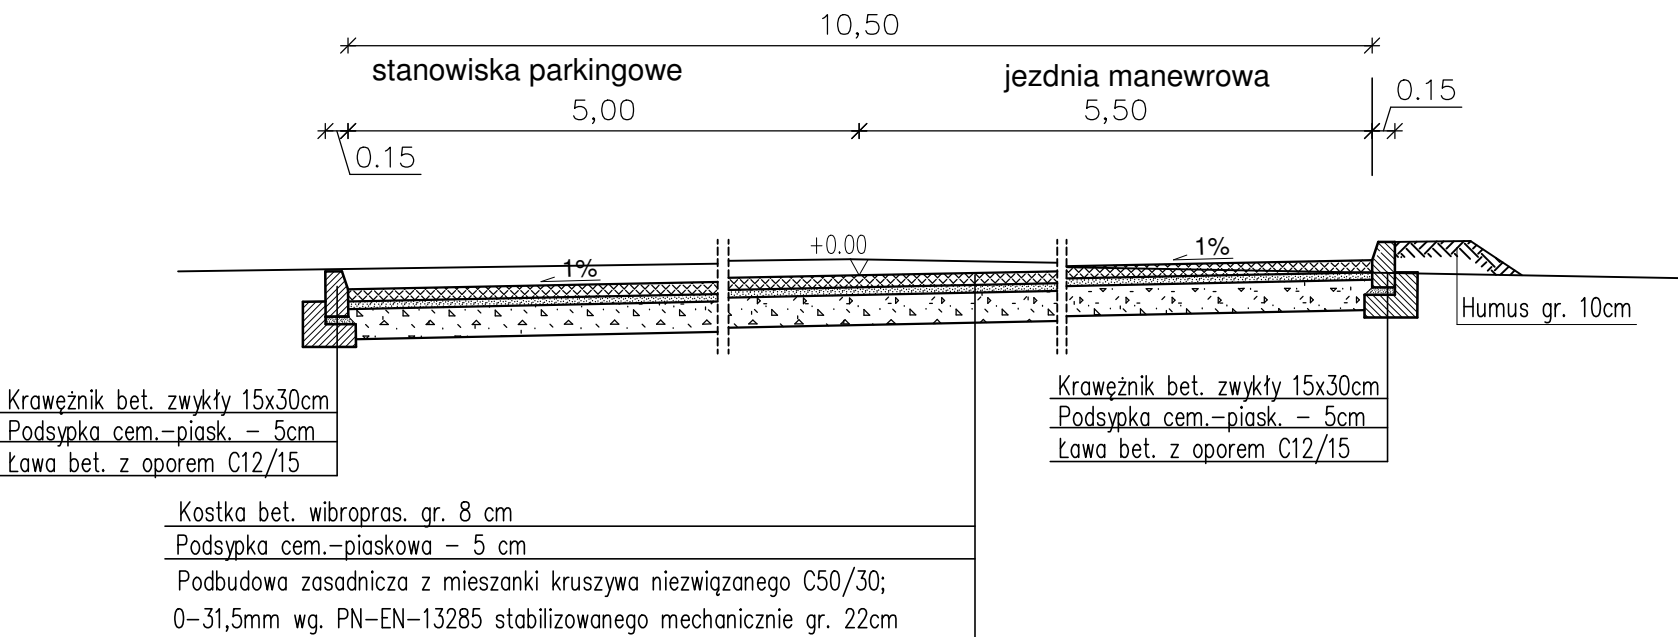 10,50
stanowiska parkingowe
jezdnia manewrowa
5,00
5,50
0.15
0.15
+0.00
1%
1%
Humus gr. 10cm
Krawężnik bet. zwykły 15x30cm
Podsypka cem.-piask. - 5cm
Ława bet. z oporem C12/15
Krawężnik bet. zwykły 15x30cm
Podsypka cem.-piask. - 5cm
Ława bet. z oporem C12/15
Kostka bet. wibropras. gr. 8 cm
Podsypka cem.-piaskowa - 5 cm
Podbudowa zasadnicza z mieszanki kruszywa niezwiązanego C50/30;
0-31,5mm wg. PN-EN-13285 stabilizowanego mechanicznie gr. 22cm